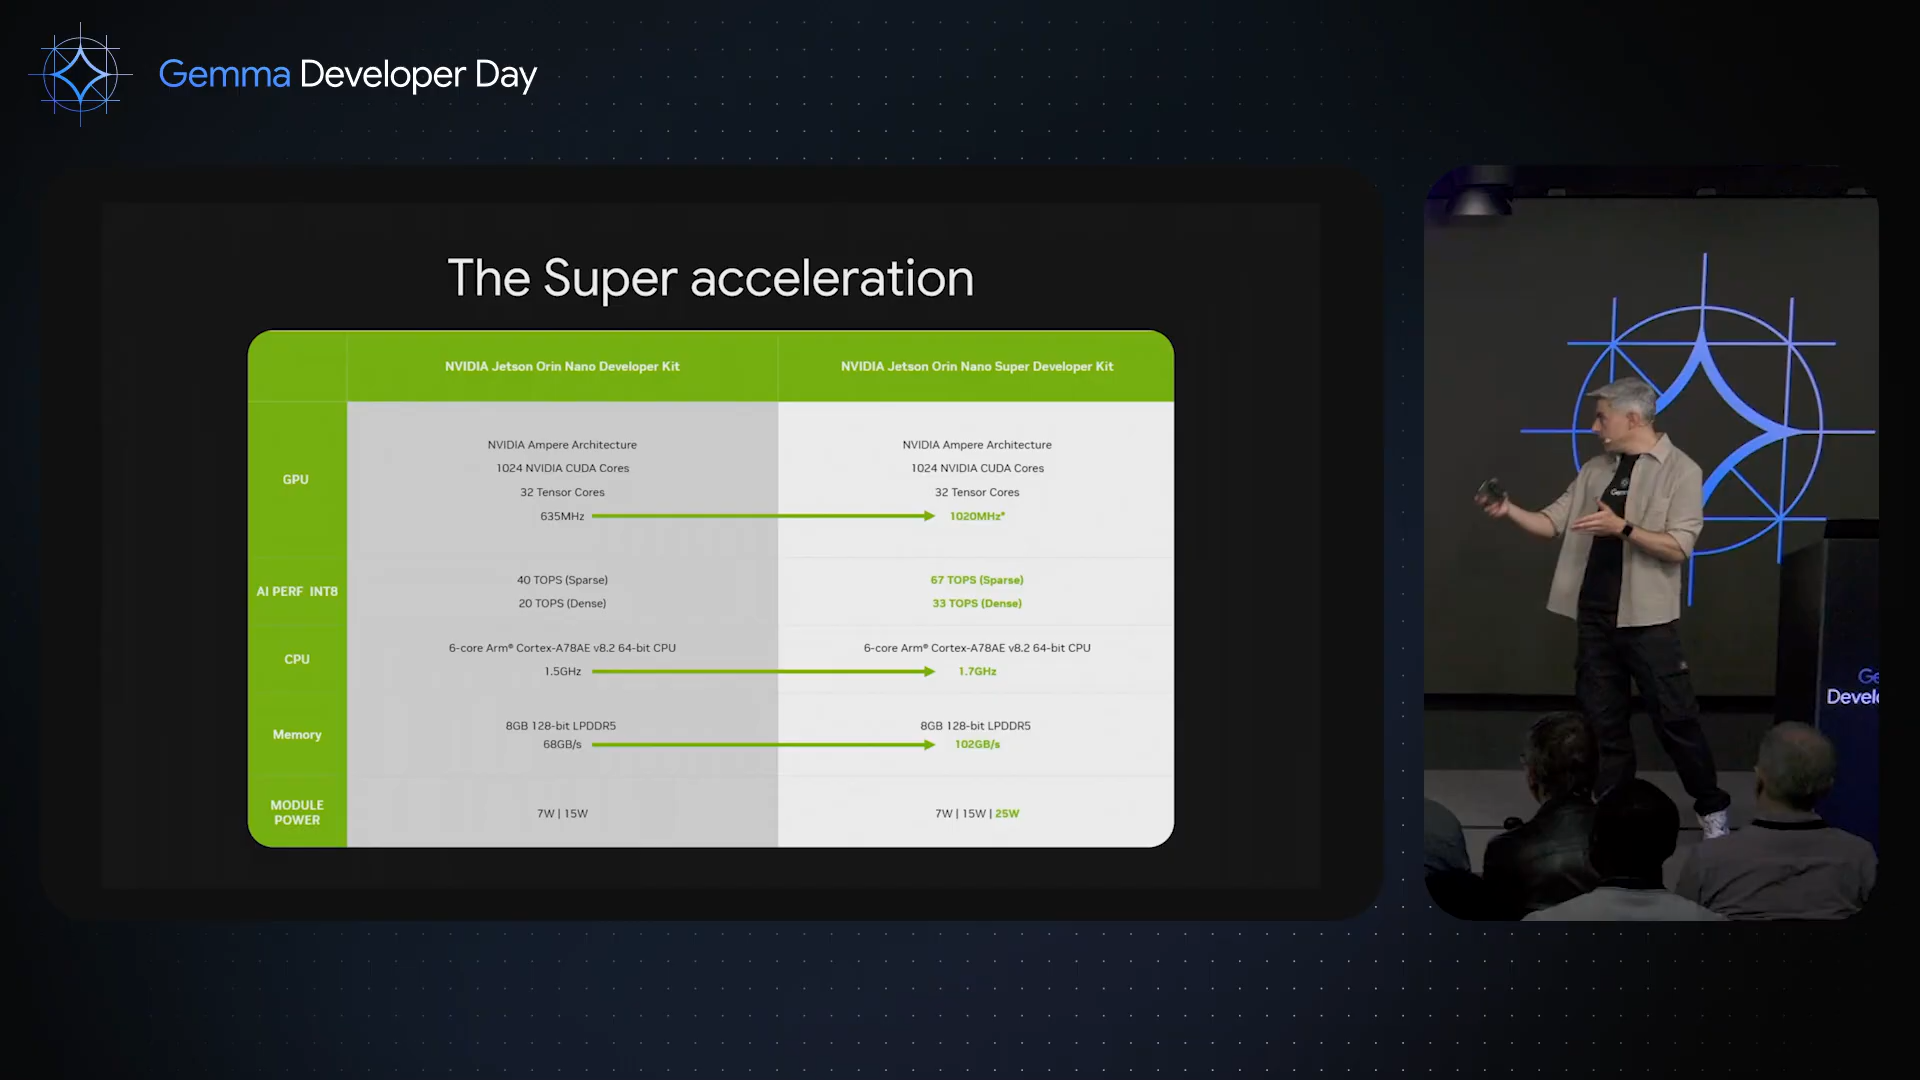 Gemma Developer Day
The Super acceleration
NVIDIA Jetson Orin Nano Developer Kit
NVIDIA Jetson Orin Nano Super Developer Kit
GPU
NVIDIA Ampere Architecture
1024 NVIDIA CUDA Cores
32 Tensor Cores
635MHz
NVIDIA Ampere Architecture
1024 NVIDIA CUDA Cores
32 Tensor Cores
1020MHz*
AI PERF INT8
40 TOPS (Sparse)
20 TOPS (Dense)
67 TOPS (Sparse)
33 TOPS (Dense)
CPU
6-core Arm® Cortex-A78AE v8.2 64-bit CPU
1.5GHz
6-core Arm® Cortex-A78AE v8.2 64-bit CPU
1.7GHz
Memory
8GB 128-bit LPDDR5
68GB/s
8GB 128-bit LPDDR5
102GB/s
MODULE
POWER
7W | 15W
7W | 15W | 25W
Gemma
Ge
Develo